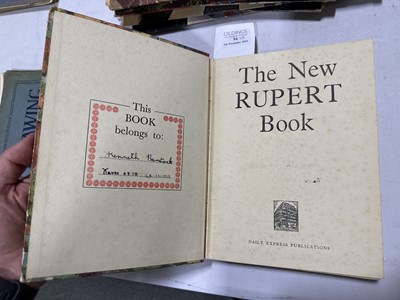 This
BOOK
belongs to:
Kenneth
The New
RUPERT
Book
DAILY EXPRESS PUBLICATIONS